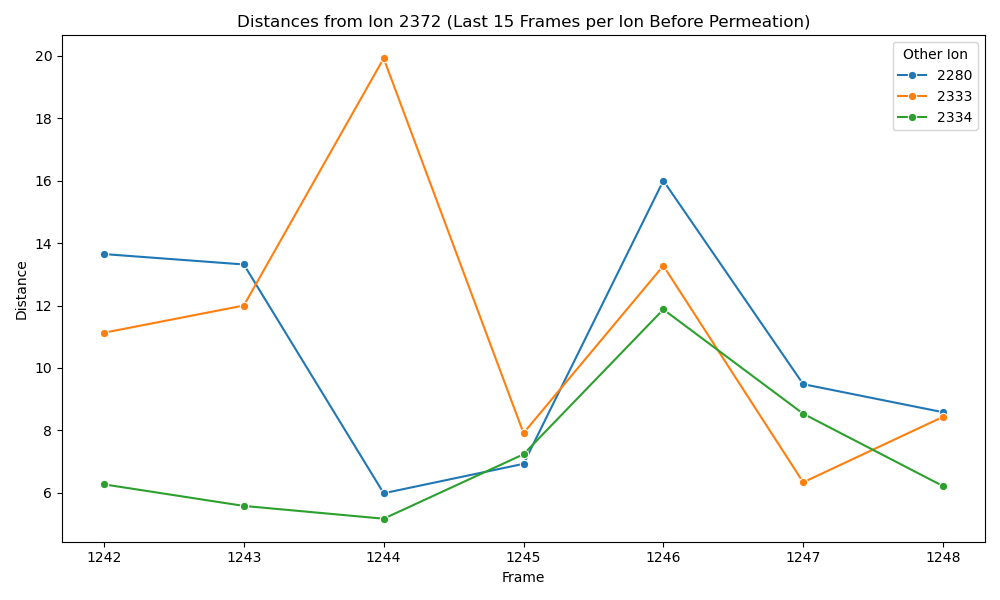 Distances from Ion 2372 (Last 15 Frames per Ion Before Permeation)
Other Ion
2280
2333
2334
Distance
20
18
16
14
12
10
8
6
1242 1243 1244 1245 1246 1247 1248
Frame